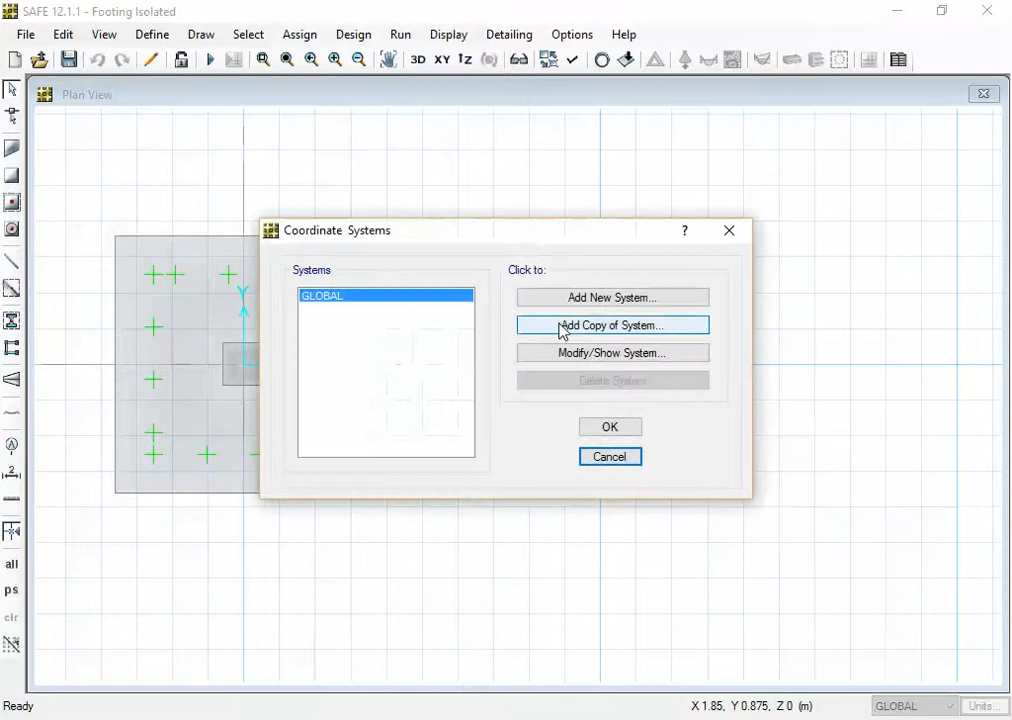 SAFE 12.1.1 - Footing Isolated
File Edit View Define Draw Select Assign Design Run Display Detailing Options Help
3D XY
Plan View
Y
Coordinate Systems
?
Systems
GLOBAL
Click to:
Add New System...
Add Copy of System...
Modify/Show System...
Delete System
OK
Cancel
all
ps
clr
Ready
X 1.85, Y 0.875, Z 0 (m)
GLOBAL
Units...